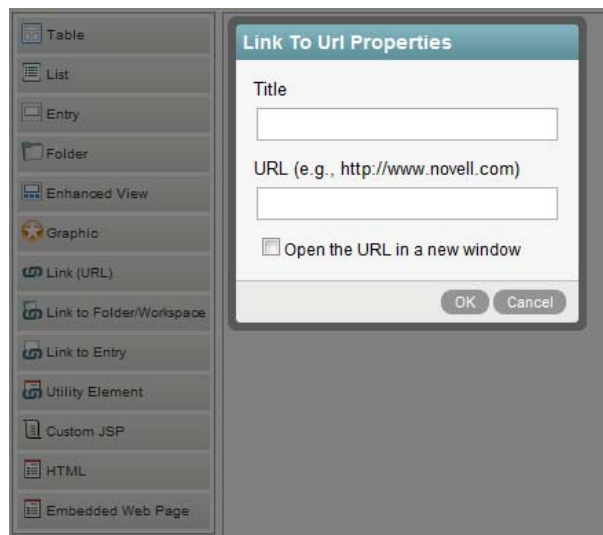 Table
List
Entry
Folder
Enhanced View
Graphic
Link (URL)
Link to Folder/Workspace
Link to Entry
Utility Element
Custom JSP
HTML
Embedded Web Page
Link To Url Properties
Title
URL (e.g., http://www.novell.com)
Open the URL in a new window
OK Cancel